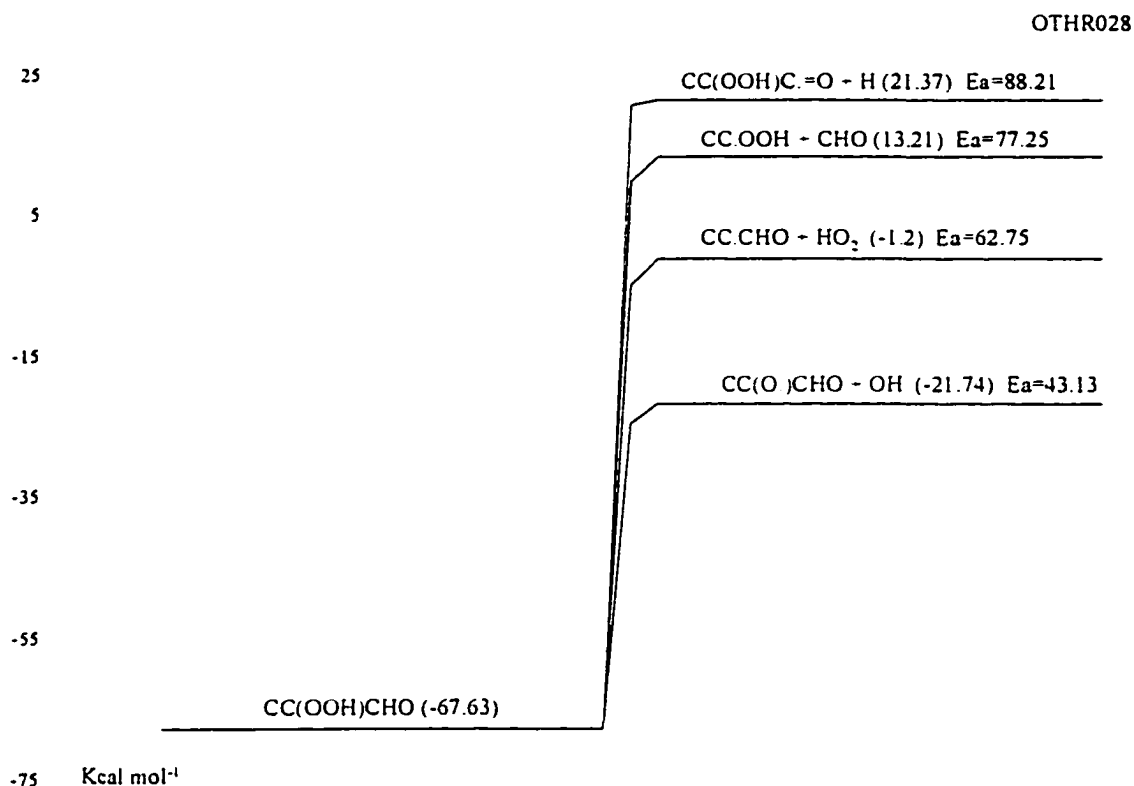 OTHR028
25
CC(OOH)C.=O + H (21.37) Ea=88.21
CC.OOH + CHO (13.21) Ea=77.25
5
CC.CHO + HO₂ (-1.2) Ea=62.75
-15
CC(O.)CHO + OH (-21.74) Ea=43.13
-35
-55
CC(OOH)CHO (-67.63)
-75 Kcal mol⁻¹